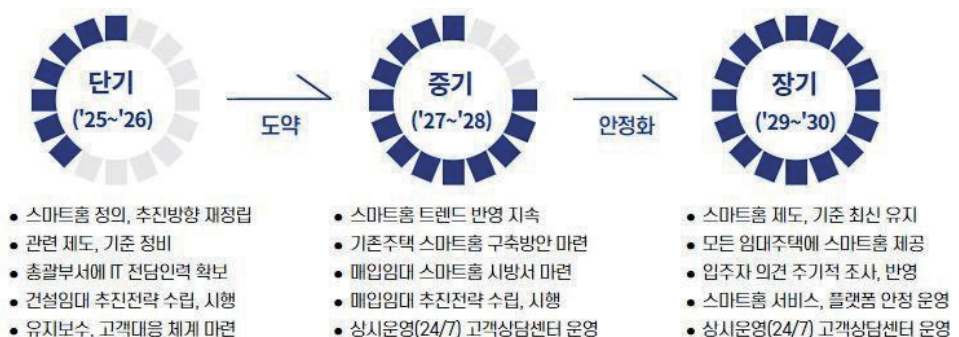 단기
('25~'26)
도약
중기
('27~'28)
안정화
장기
('29~'30)
• 스마트홈 정의, 추진방향 재정립
• 관련 제도, 기준 정비
• 총괄부서에 IT 전담인력 확보
• 건설임대 추진전략 수립, 시행
• 유지보수, 고객대응 체계 마련
• 스마트홈 트렌드 반영 지속
• 기존주택 스마트홈 구축방안 마련
• 매입임대 스마트홈 시방서 마련
• 매입임대 추진전략 수립, 시행
• 상시운영(24/7) 고객상담센터 운영
• 스마트홈 제도, 기준 최신 유지
• 모든 임대주택에 스마트홈 제공
• 입주자 의견 주기적 조사, 반영
• 스마트홈 서비스, 플랫폼 안정 운영
• 상시운영(24/7) 고객상담센터 운영